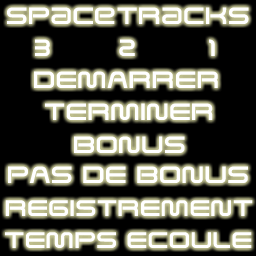 SPACETRACKS
3 2 1
DEMARRER
TERMINER
BONUS
PAS DE BONUS
REGISTREMENT
TEMPS ECOULE